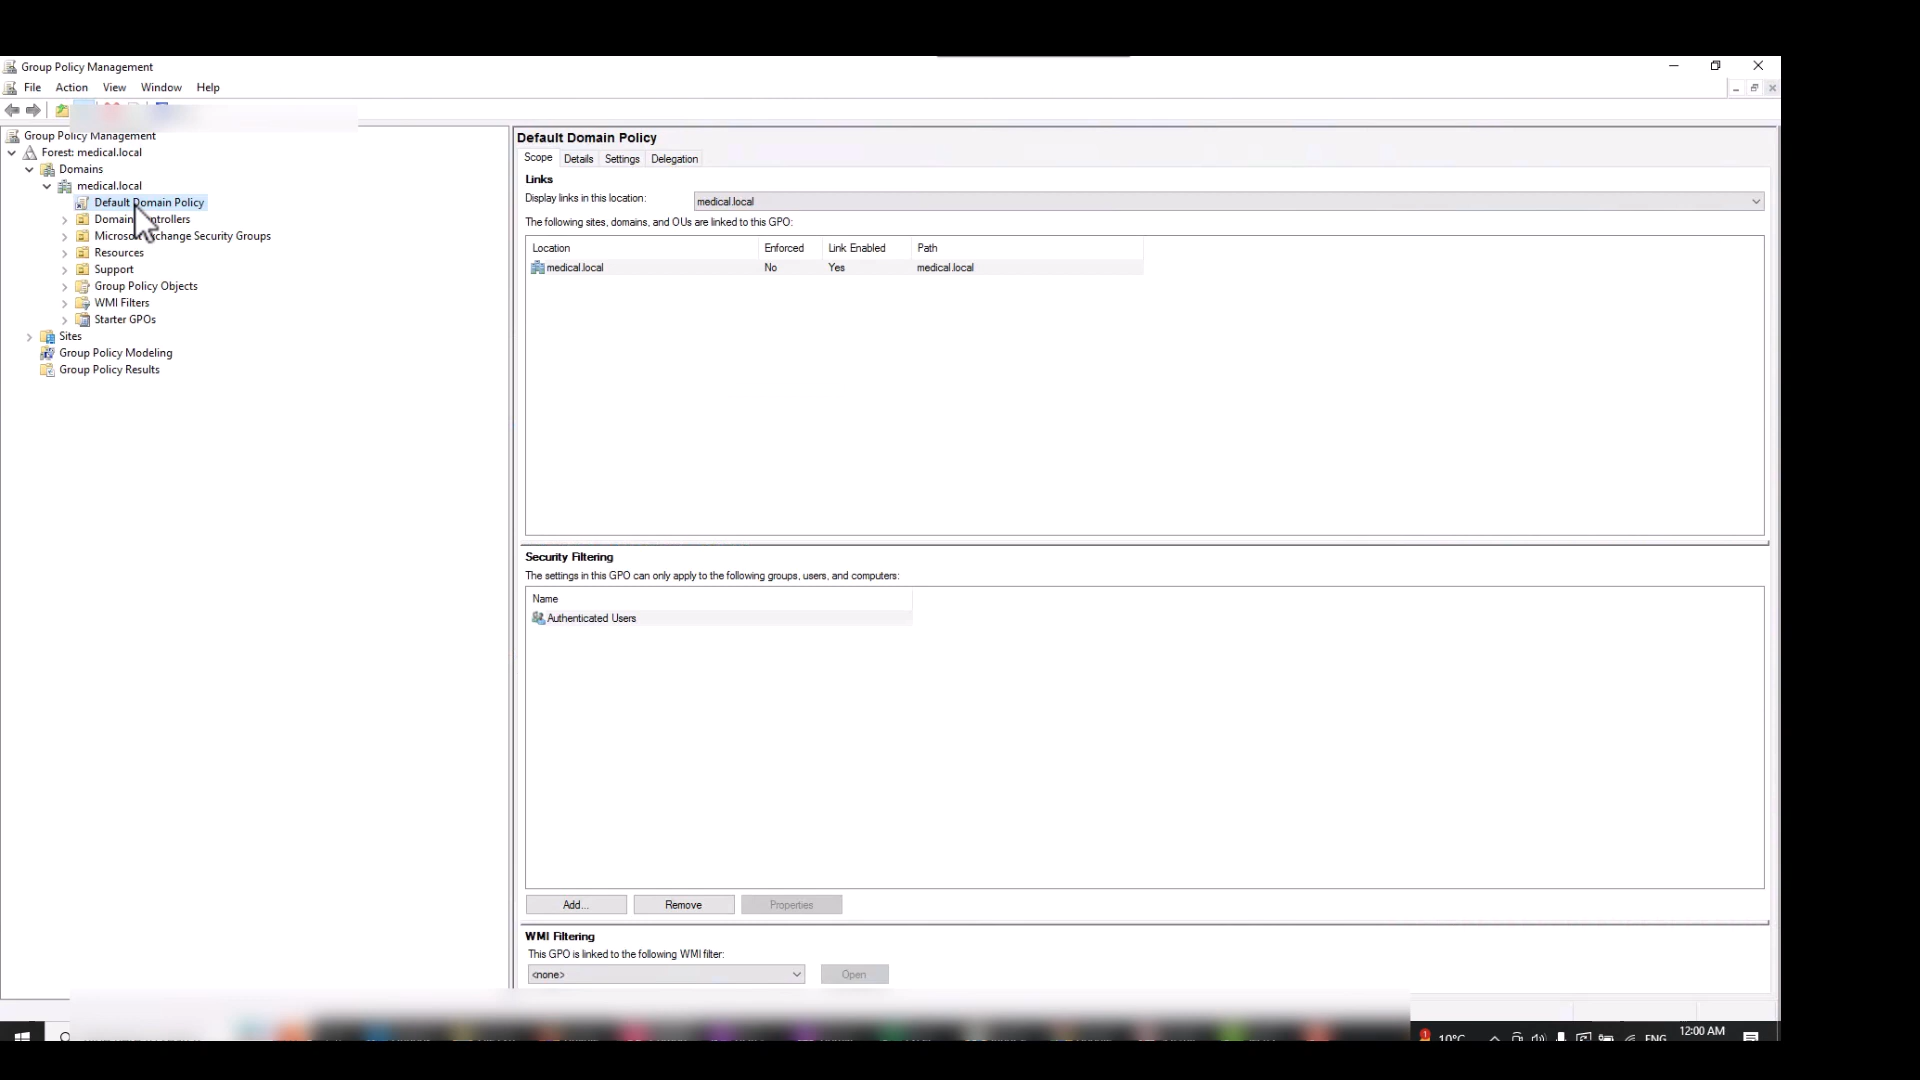 Group Policy Management
File Action View Window Help
Group Policy Management
Forest: medical.local
Domains
medical.local
Default Domain Policy
Microsoft Exchange Security Groups
Resources
Support
Group Policy Objects
WMI Filters
Starter GPOs
Sites
Group Policy Modeling
Group Policy Results
Default Domain Policy
Scope Details Settings Delegation
Links
Display links in this location: medical.local
The following sites, domains, and OUs are linked to this GPO:
Location Enforced Link Enabled Path
medical.local No Yes medical.local
Security Filtering
The settings in this GPO can only apply to the following groups, users, and computers:
Name
Authenticated Users
Add... Remove Properties
WMI Filtering
This GPO is linked to the following WMI filter:
<none> Open
1 10°C ENG 12:00 AM